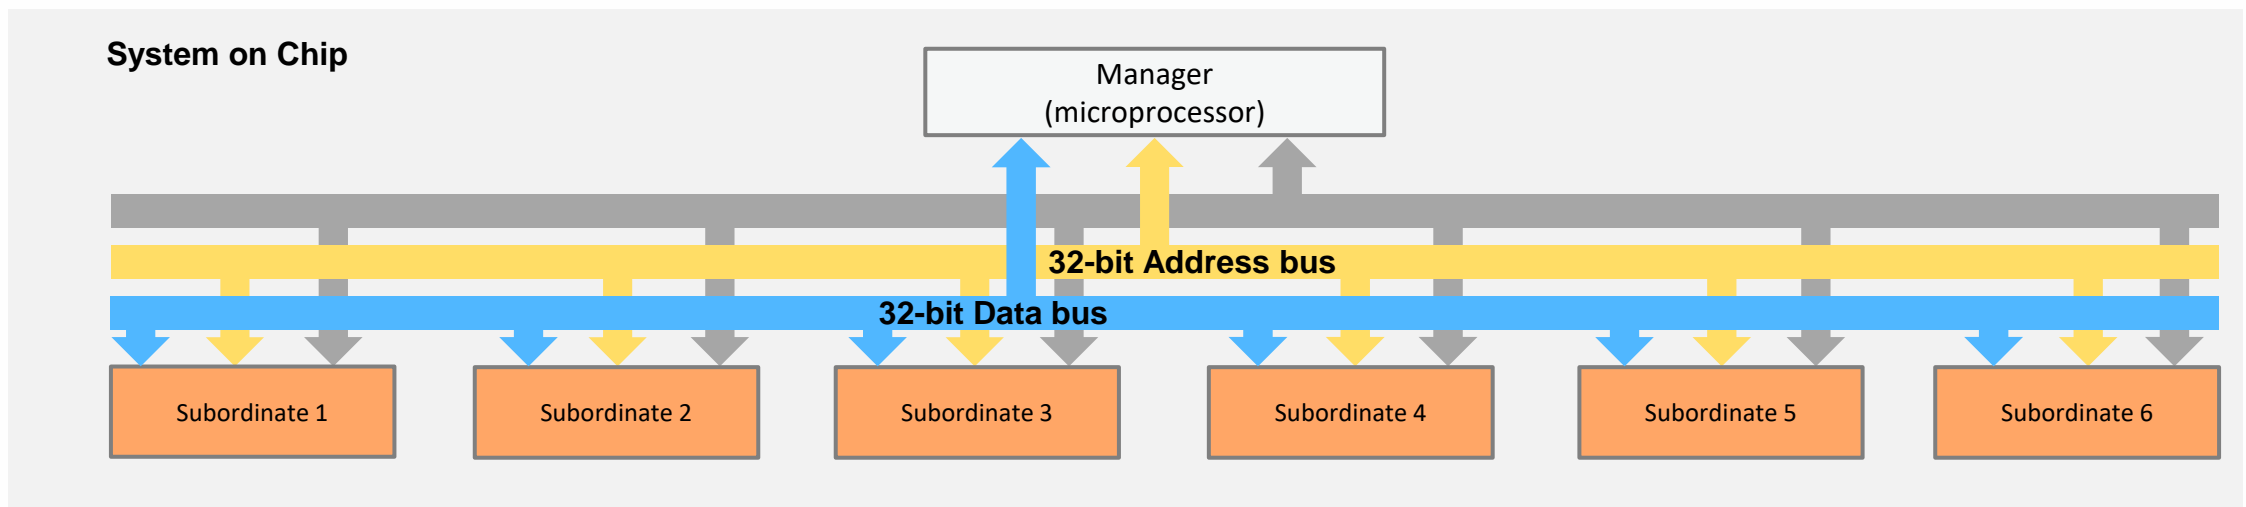 System on Chip
Manager
(microprocessor)
32-bit Address bus
32-bit Data bus
Subordinate 1
Subordinate 2
Subordinate 3
Subordinate 4
Subordinate 5
Subordinate 6